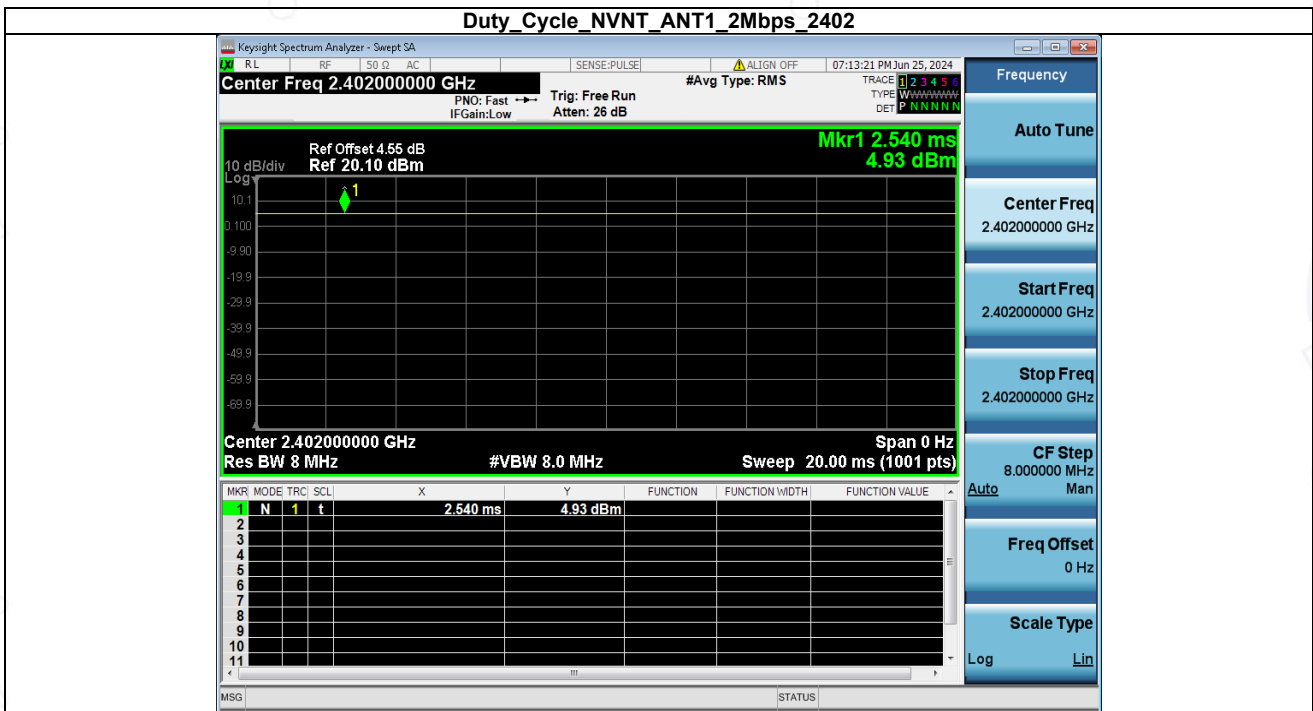 Duty_Cycle_NVNT_ANT1_2Mbps_2402
Keysight Spectrum Analyzer - Swept SA
LXI RL RF 50 Ω AC SENSE:PULSE ALIGN OFF 07:13:21 PM Jun 25, 2024
Center Freq 2.402000000 GHz #Avg Type: RMS TRACE 1 2 3 4 5 6
PNO: Fast Trig: Free Run TYPE WWWWWW
IFGain:Low Atten: 26 dB DET P N N N N N
Frequency
Auto Tune
Center Freq
2.402000000 GHz
Start Freq
2.402000000 GHz
Stop Freq
2.402000000 GHz
CF Step
8.000000 MHz
Auto Man
Freq Offset
0 Hz
Scale Type
Log Lin
Mkr1 2.540 ms
4.93 dBm
Ref Offset 4.55 dB
10 dB/div Ref 20.10 dBm
Log
1
10.1
0.100
-9.90
-19.9
-29.9
-39.9
-49.9
-59.9
-69.9
Center 2.402000000 GHz Span 0 Hz
Res BW 8 MHz #VBW 8.0 MHz Sweep 20.00 ms (1001 pts)
MKR MODE TRC SCL X Y FUNCTION FUNCTION WIDTH FUNCTION VALUE
1 N 1 t 2.540 ms 4.93 dBm
2
3
4
5
6
7
8
9
10
11
MSG STATUS